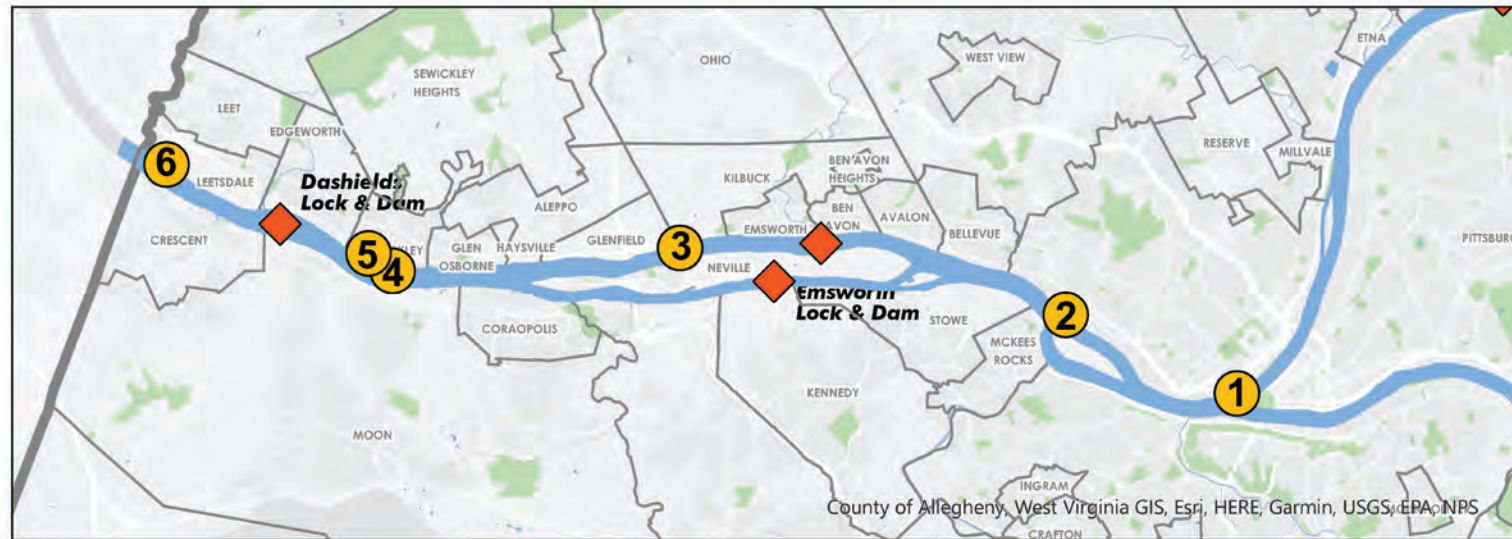 ETNA
OHIO
WEST VIEW
SEWICKLEY
HEIGHTS
LEET
EDGEWORTH
RESERVE
MILLVALE
6
LEETSDALE
Dashields
Lock & Dam
KILBUCK
BEN AVON
HEIGHTS
ALEPPO
BEN
AVON
AVALON
BELLEVUE
EMSWORTH
CRESCENT
5
4
GLEN
OSBORNE
HAYSVILLE
GLENFIELD
3
NEVILLE
PITTSBURG
Emsworth
Lock & Dam
CORAOPOLIS
STOWE
2
MCKEES
ROCKS
1
KENNEDY
MOON
INGRAM
CRAFTON
County of Allegheny, West Virginia GIS, Esri, HERE, Garmin, USGS, EPA, NPS